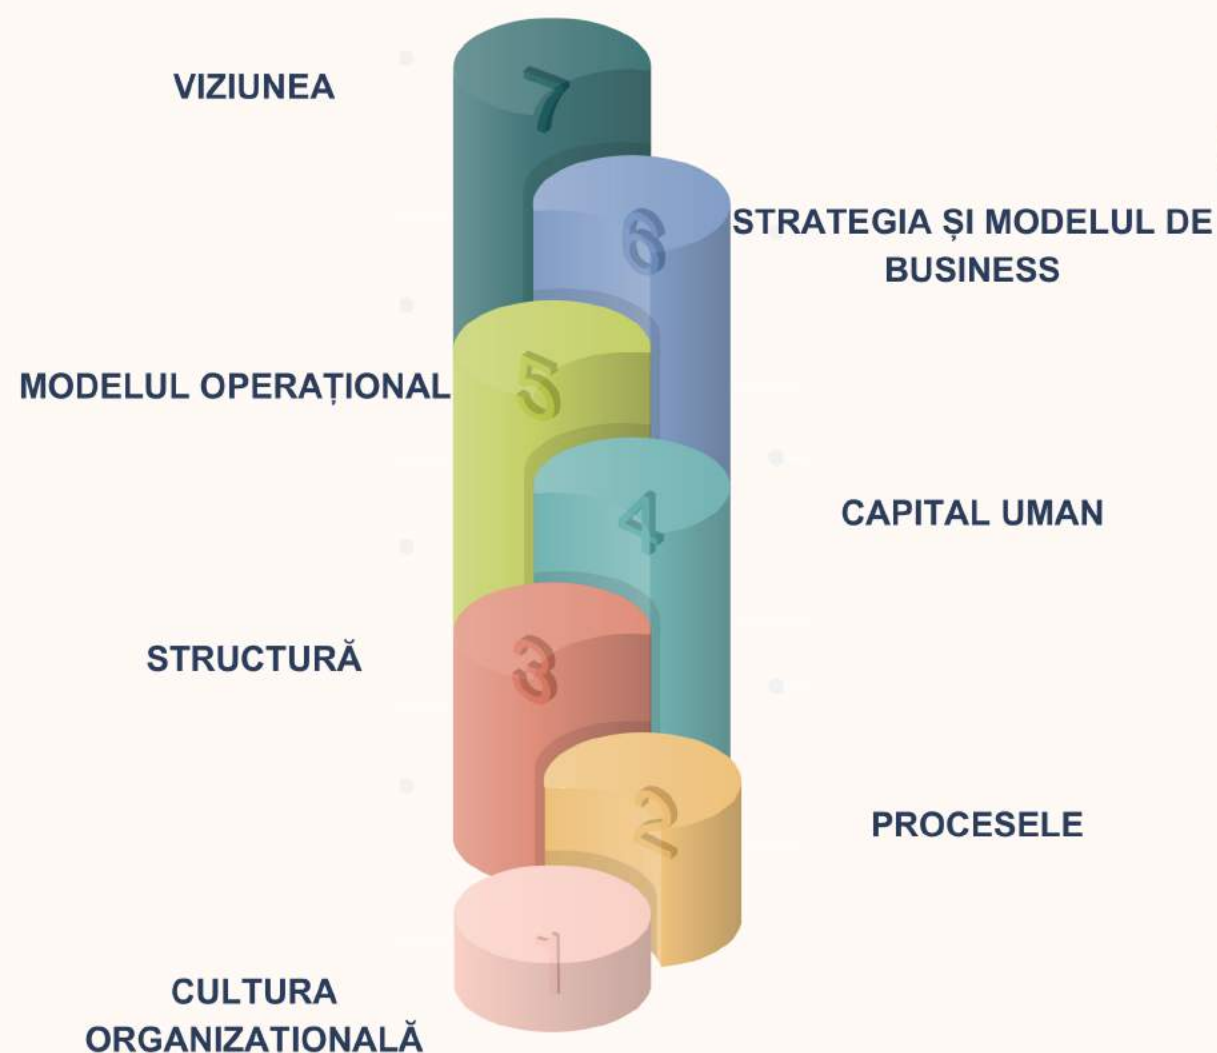 VIZIUNEA
7
6
STRATEGIA ȘI MODELUL DE
BUSINESS
MODELUL OPERAȚIONAL
5
4
CAPITAL UMAN
STRUCTURĂ
3
2
PROCESELE
1
CULTURA
ORGANIZATIONALĂ